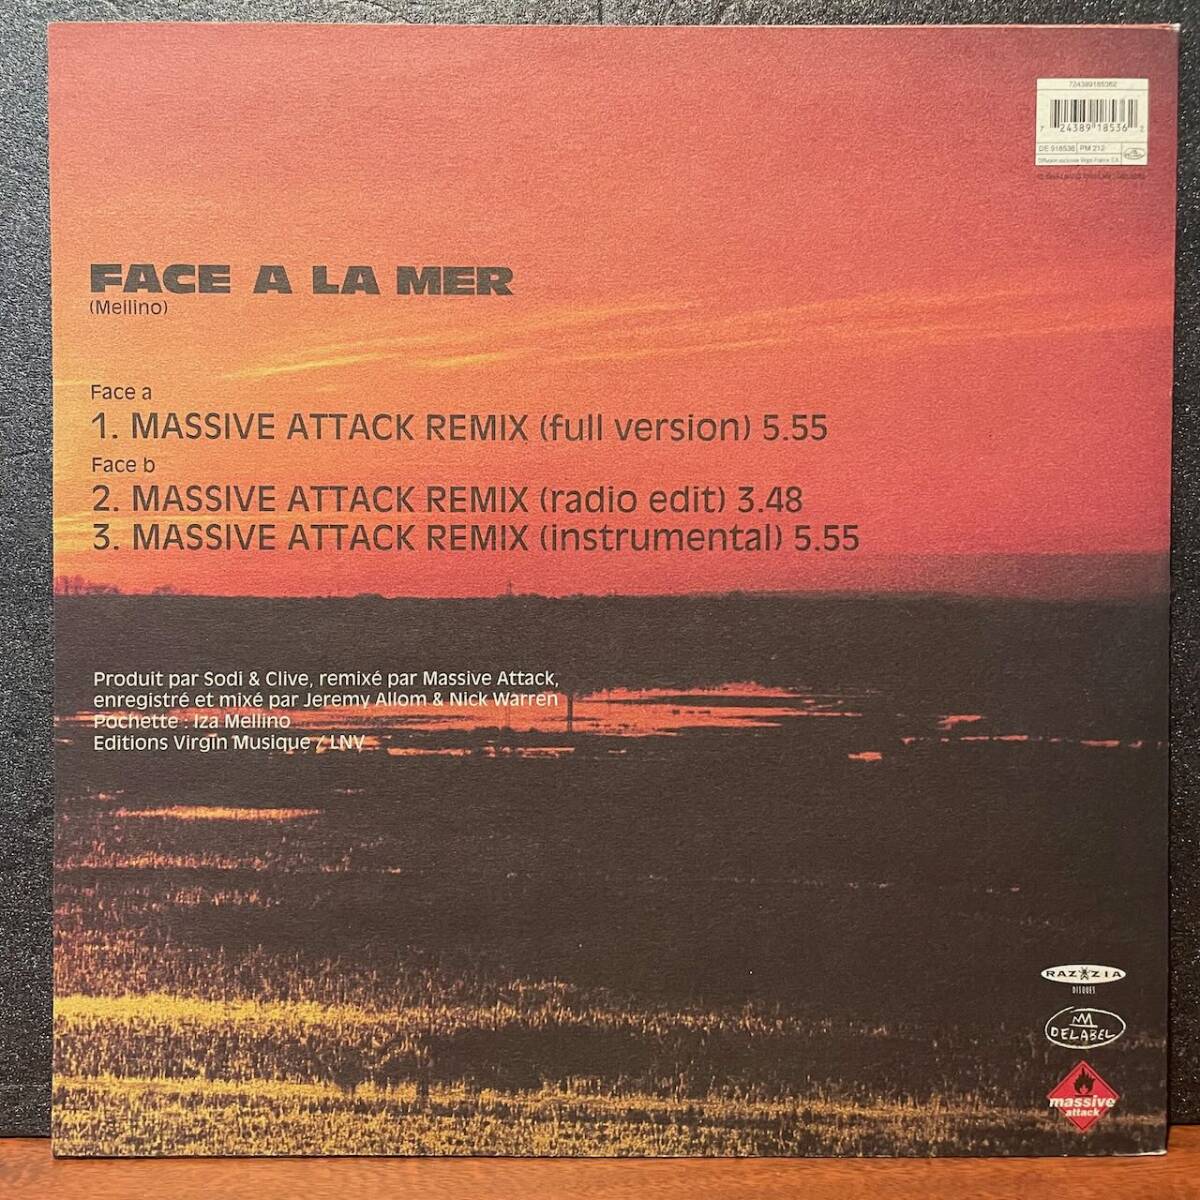 724389185362
7 24389 18536 2
DE 918536 PM 212
FACE A LA MER
(Mellino)
Face a
1. MASSIVE ATTACK REMIX (full version) 5.55
Face b
2. MASSIVE ATTACK REMIX (radio edit) 3.48
3. MASSIVE ATTACK REMIX (instrumental) 5.55
Produit par Sodi & Clive, remixé par Massive Attack,
enregistré et mixé par Jeremy Allom & Nick Warren
Pochette : Iza Mellino
Editions Virgin Musique / LNV
RAZZIA
DISQUES
DELABEL
massive
attack